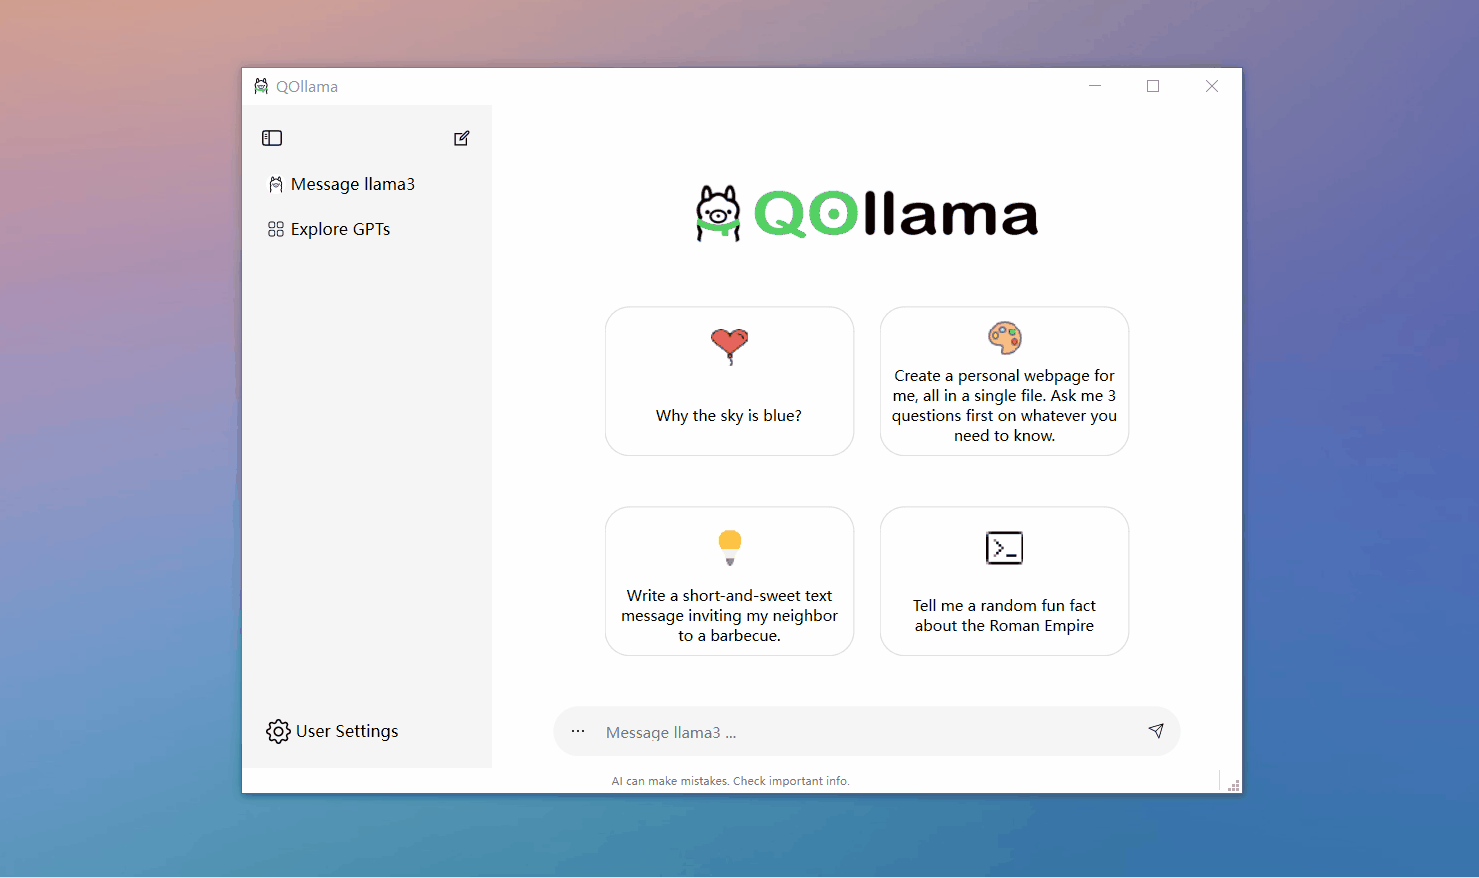 QOllama
Message llama3
Explore GPTs
QOllama
Why the sky is blue?
Create a personal webpage for
me, all in a single file. Ask me 3
questions first on whatever you
need to know.
Write a short-and-sweet text
message inviting my neighbor
to a barbecue.
Tell me a random fun fact
about the Roman Empire
User Settings
Message llama3 ...
AI can make mistakes. Check important info.